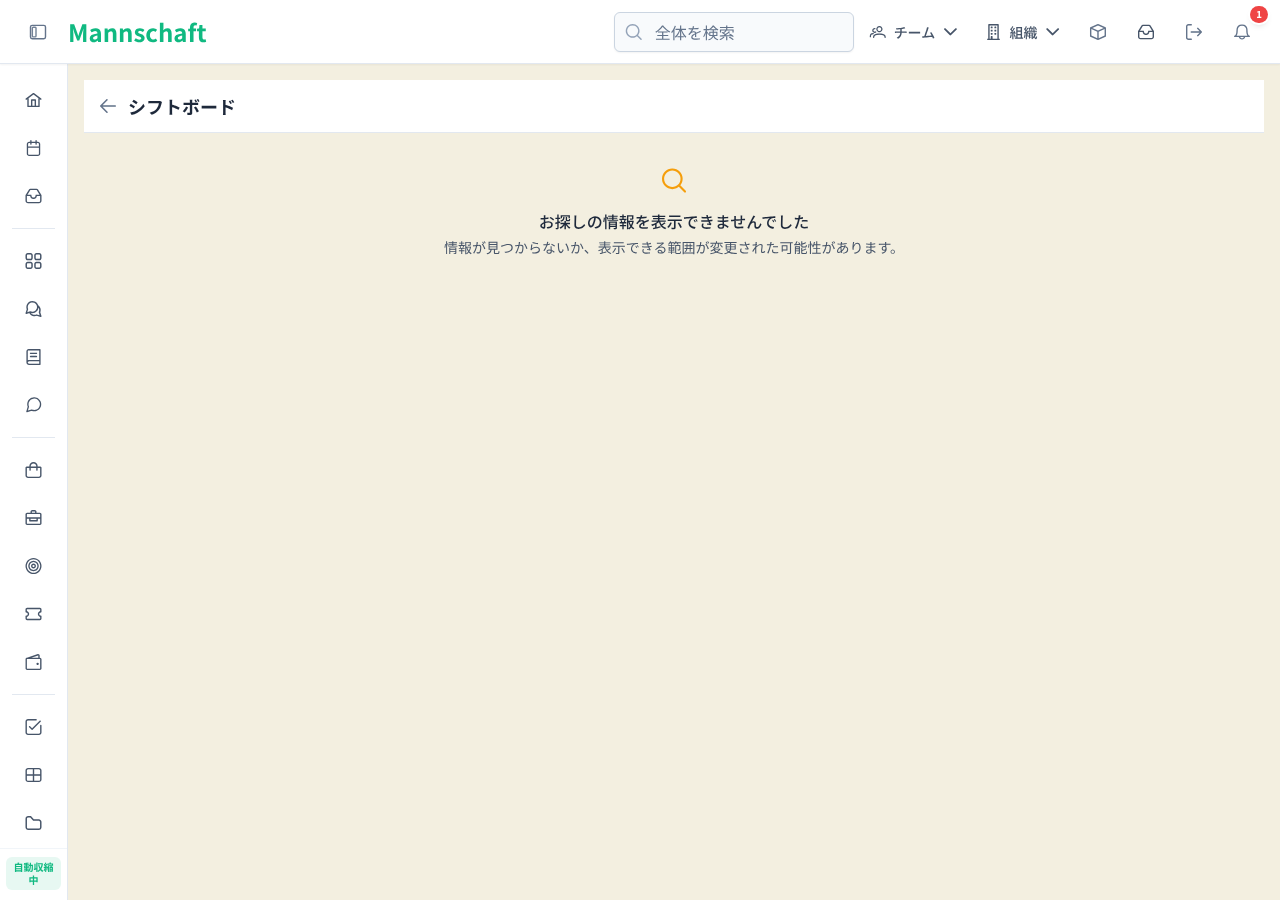 Mannschaft
全体を検索
チーム
組織
1
シフトボード
お探しの情報を表示できませんでした
情報が見つからないか、表示できる範囲が変更された可能性があります。
自動収縮
中